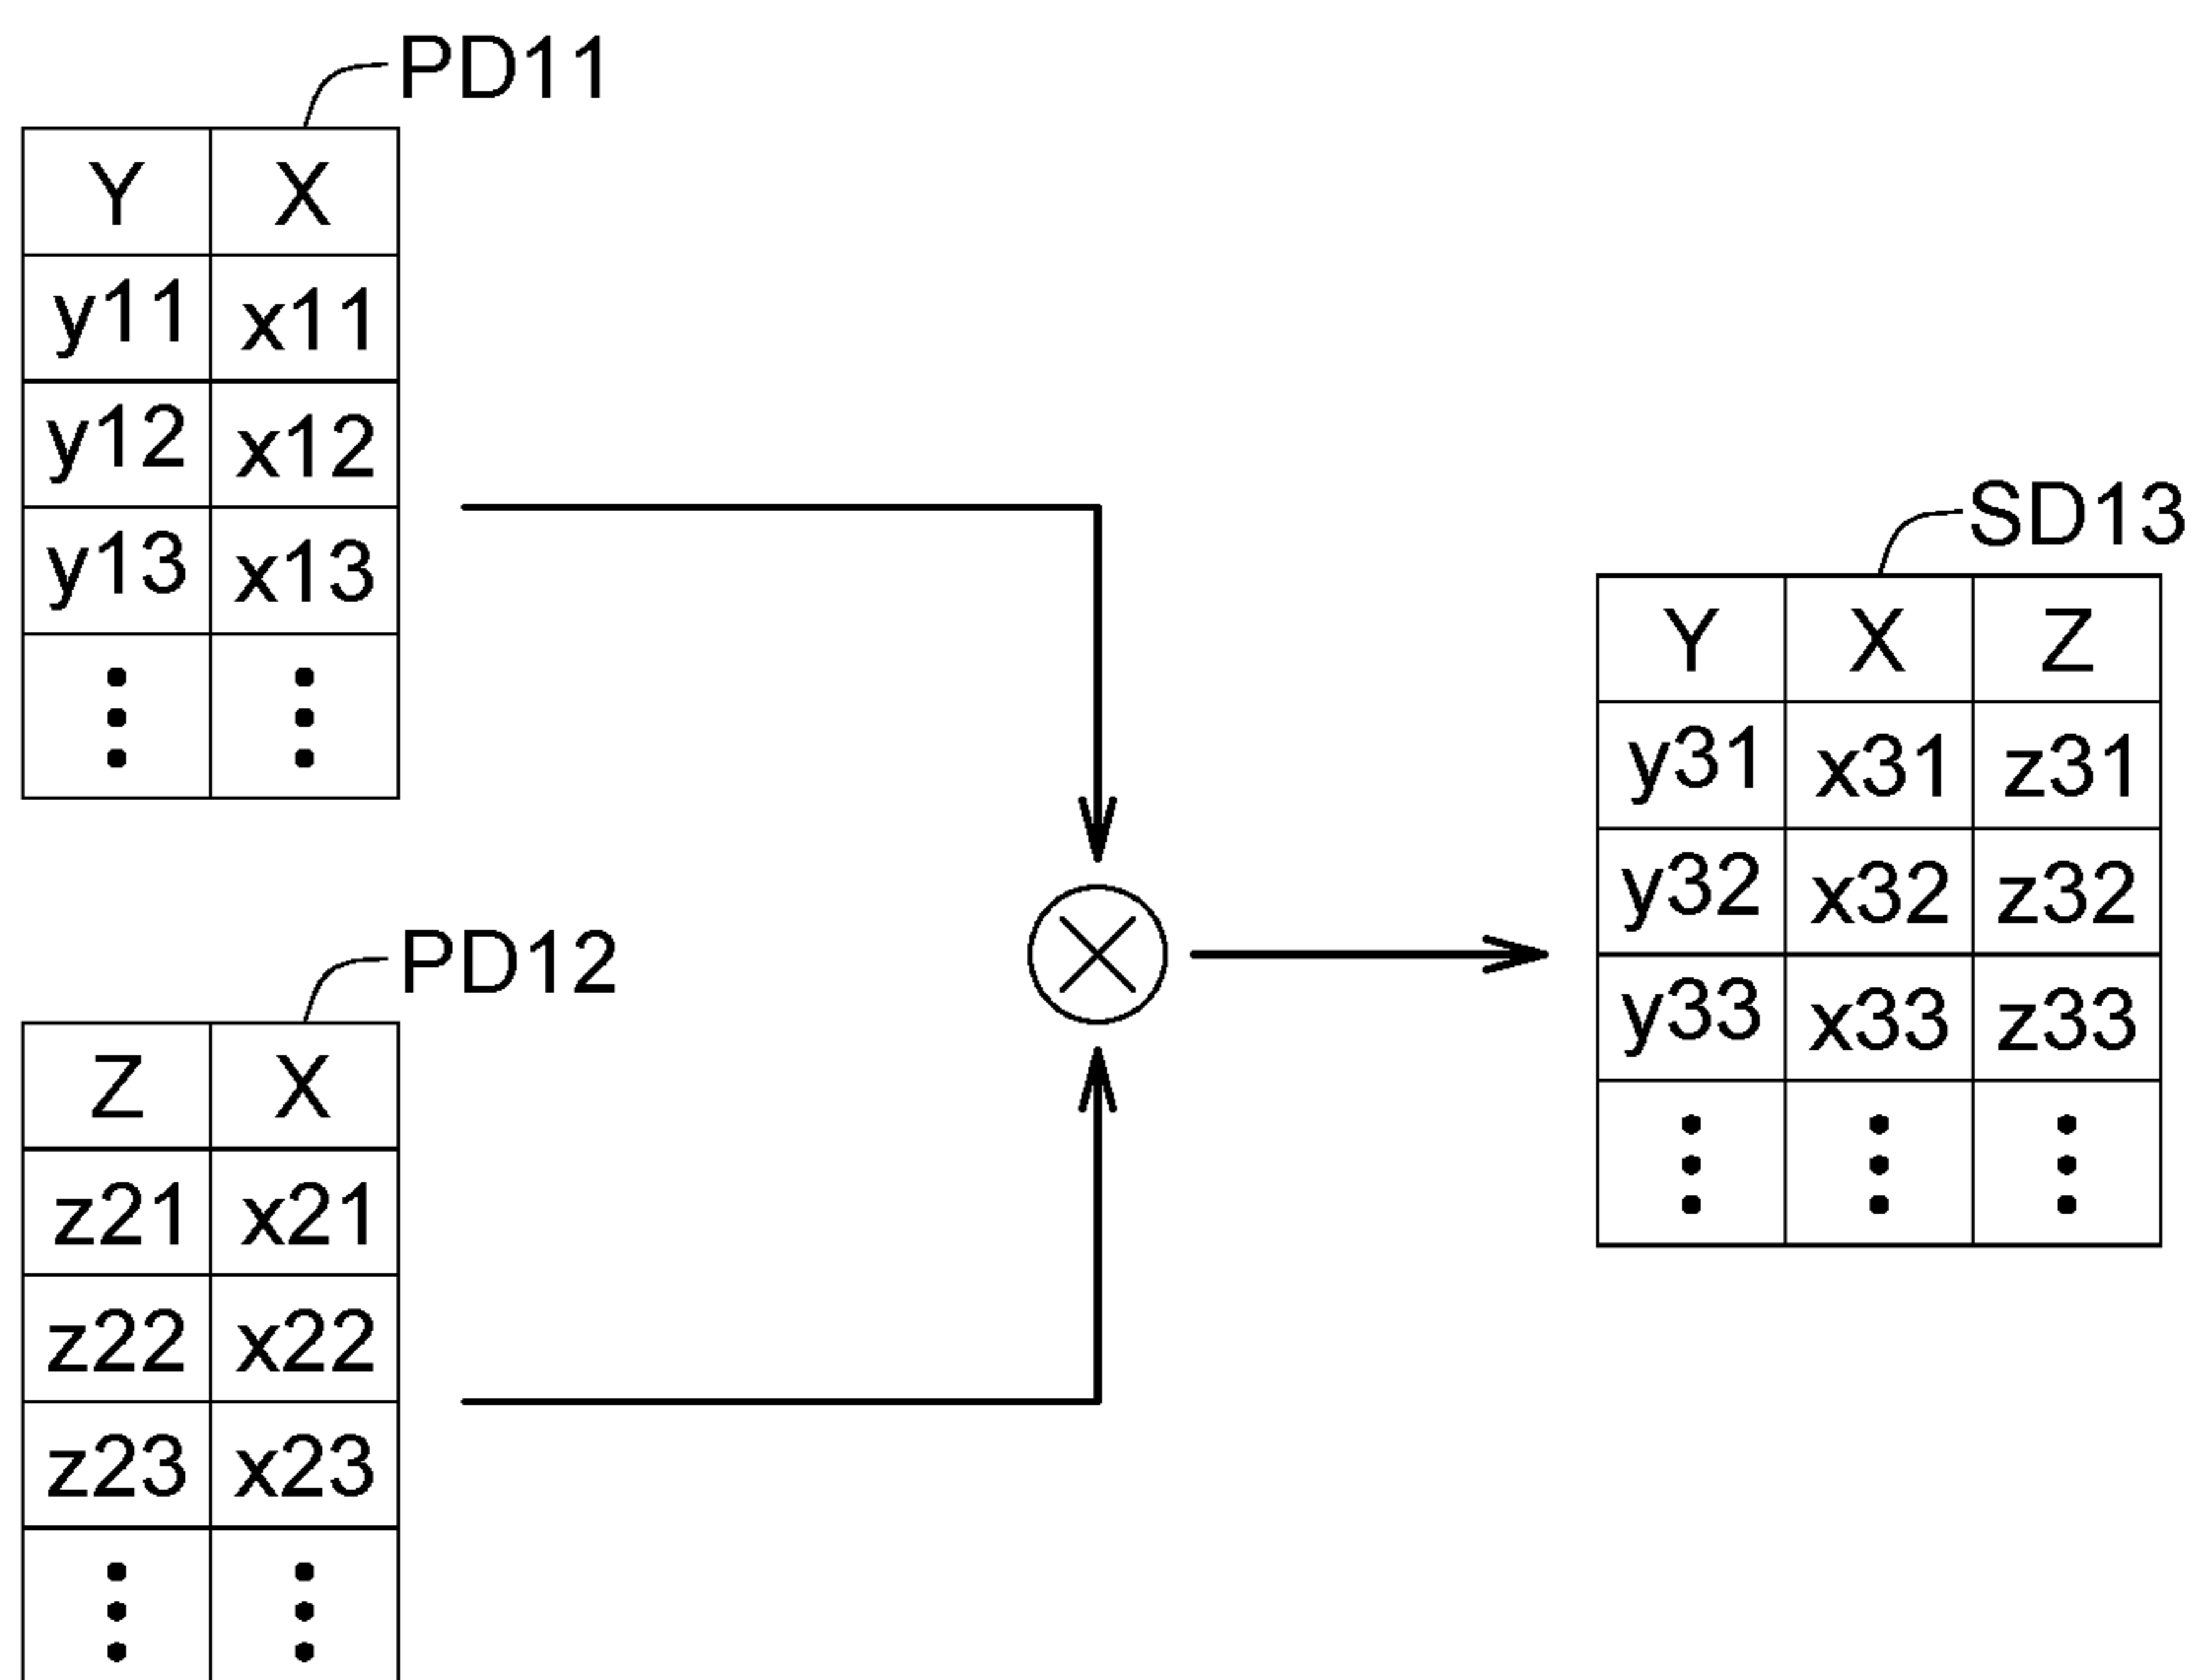 PD11
Y X
y11 x11
y12 x12
y13 x13
PD12
Z X
z21 x21
z22 x22
z23 x23
SD13
Y X Z
y31 x31 z31
y32 x32 z32
y33 x33 z33